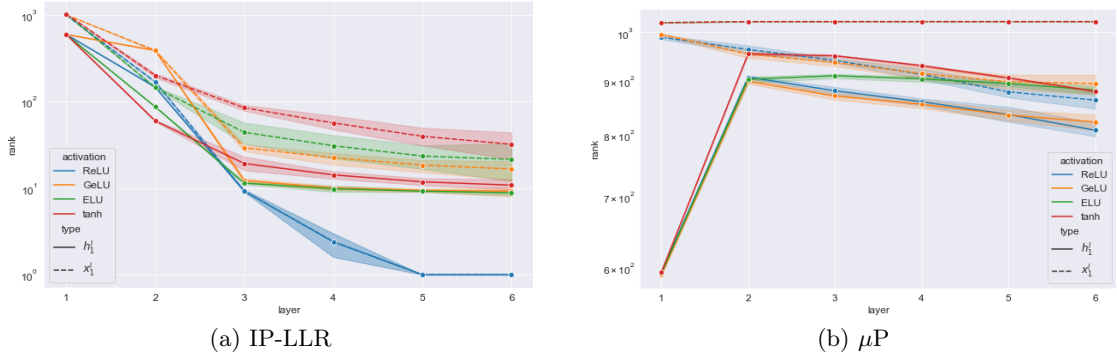 10³
10²
10¹
10⁰
rank
activation
ReLU
GeLU
ELU
tanh
type
h₁ˡ
x₁ˡ
1 2 3 4 5 6
layer
(a) IP-LLR
10³
9 × 10²
8 × 10²
7 × 10²
6 × 10²
rank
activation
ReLU
GeLU
ELU
tanh
type
h₁ˡ
x₁ˡ
1 2 3 4 5 6
layer
(b) μP